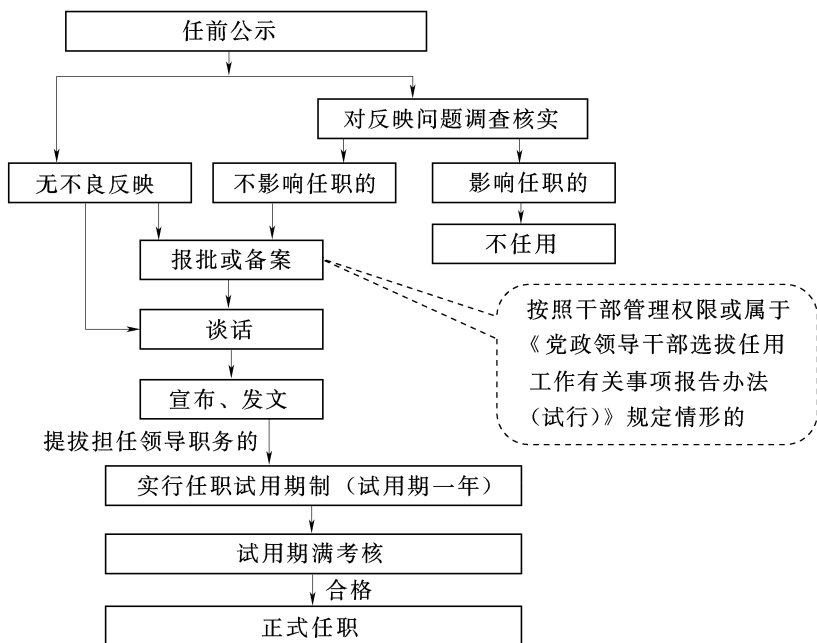 任前公示
对反映问题调查核实
无不良反映
不影响任职的
影响任职的
不任用
报批或备案
按照干部管理权限或属于
《党政领导干部选拔任用
工作有关事项报告办法
（试行）》规定情形的
谈话
宣布、发文
提拔担任领导职务的
实行任职试用期制（试用期一年）
试用期满考核
合格
正式任职